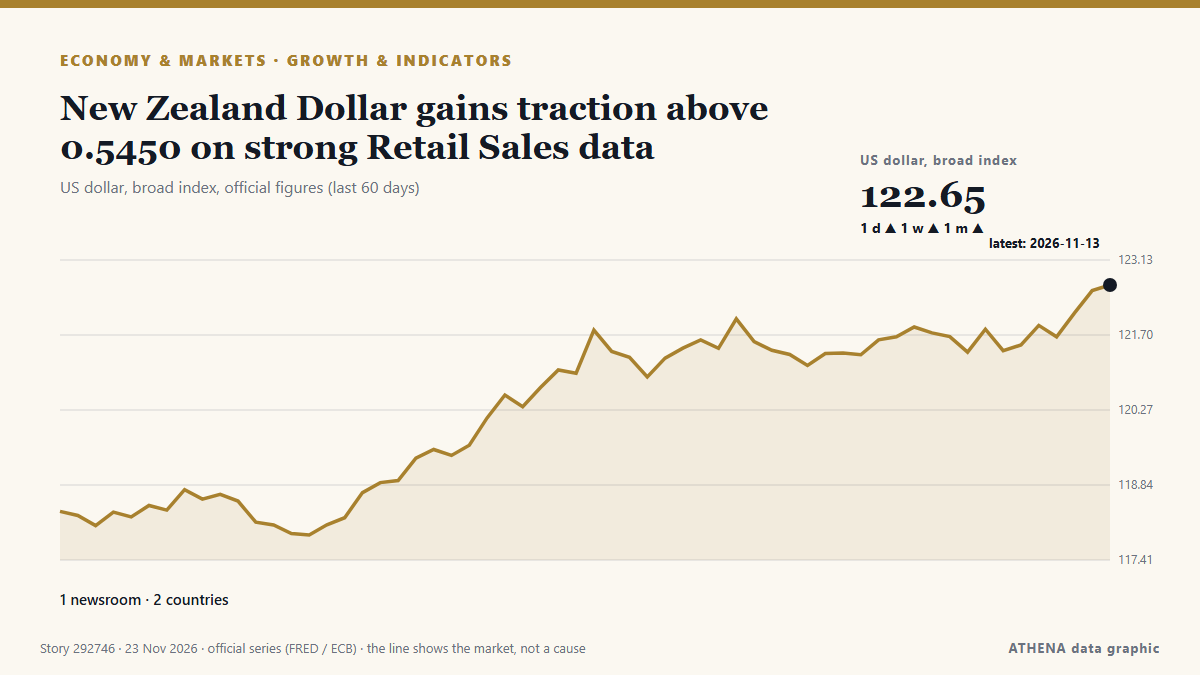 ECONOMY & MARKETS · GROWTH & INDICATORS
New Zealand Dollar gains traction above
0.5450 on strong Retail Sales data
US dollar, broad index, official figures (last 60 days)
US dollar, broad index
122.65
1 d ▲ 1 w ▲ 1 m ▲
latest: 2026-11-13
123.13
121.70
120.27
118.84
117.41
1 newsroom · 2 countries
Story 292746 · 23 Nov 2026 · official series (FRED / ECB) · the line shows the market, not a cause
ATHENA data graphic